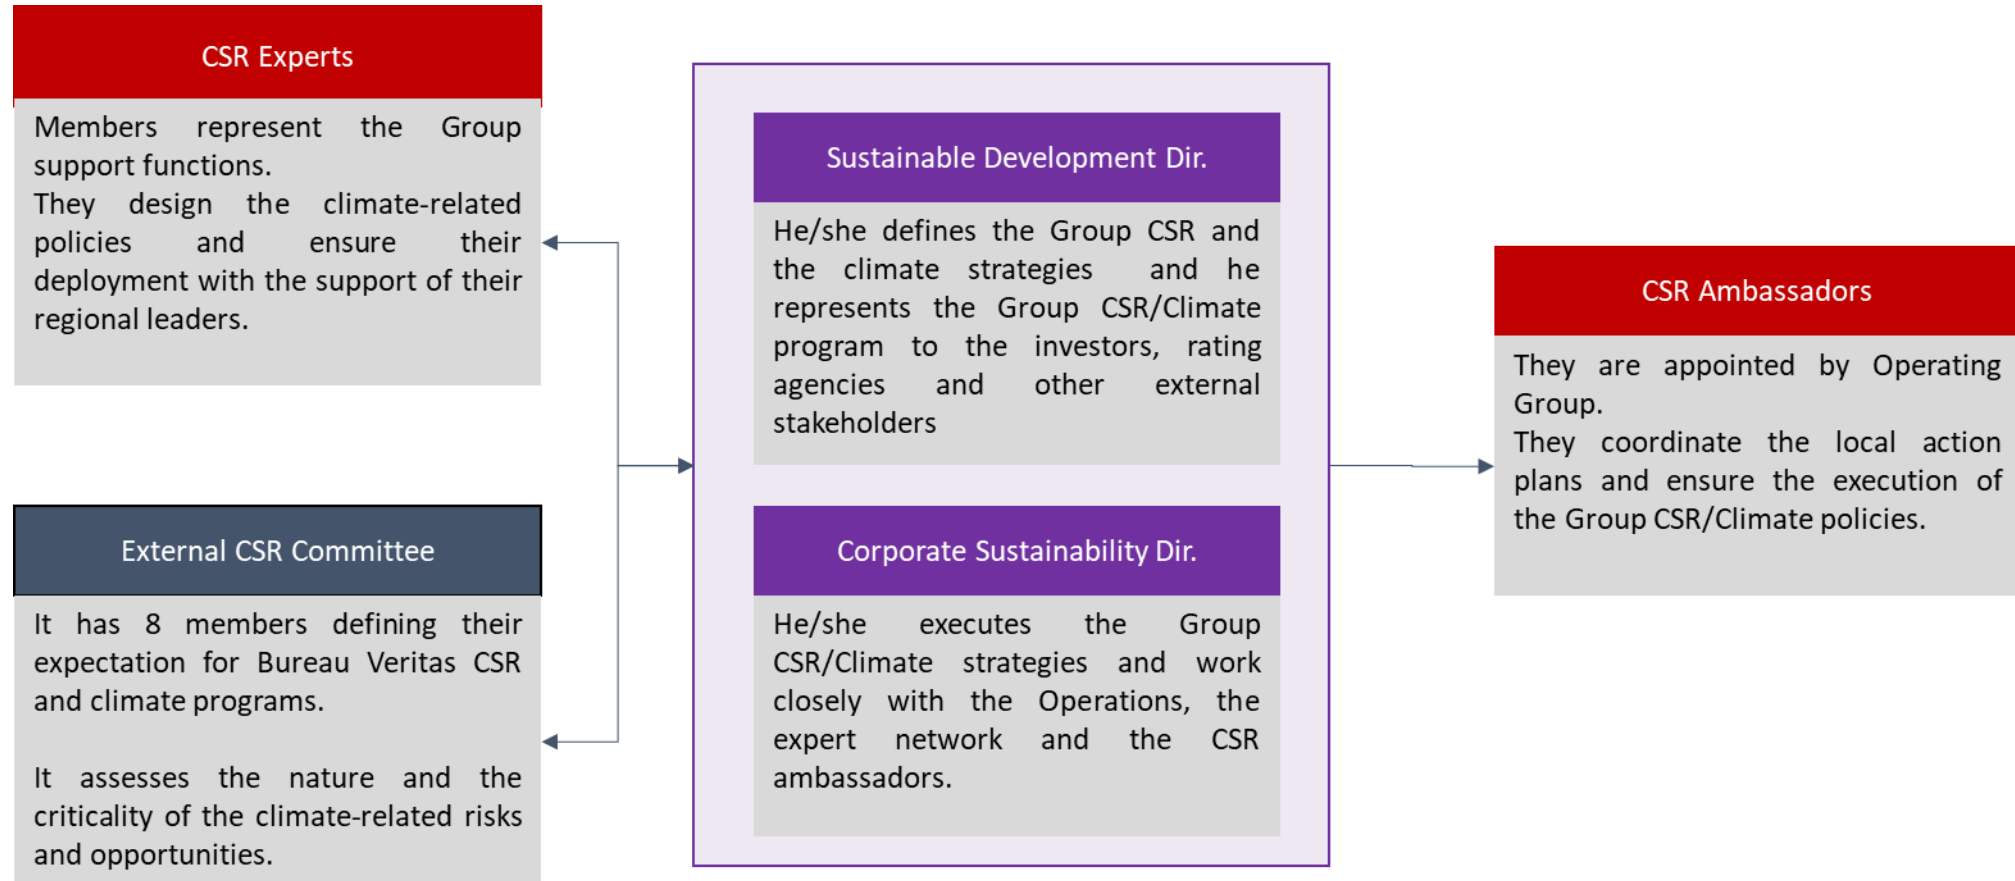 CSR Experts
Members represent the Group
support functions.
They design the climate-related
policies and ensure their
deployment with the support of their
regional leaders.
External CSR Committee
It has 8 members defining their
expectation for Bureau Veritas CSR
and climate programs.
It assesses the nature and the
criticality of the climate-related risks
and opportunities.
Sustainable Development Dir.
He/she defines the Group CSR and
the climate strategies and he
represents the Group CSR/Climate
program to the investors, rating
agencies and other external
stakeholders
Corporate Sustainability Dir.
He/she executes the Group
CSR/Climate strategies and work
closely with the Operations, the
expert network and the CSR
ambassadors.
CSR Ambassadors
They are appointed by Operating
Group.
They coordinate the local action
plans and ensure the execution of
the Group CSR/Climate policies.